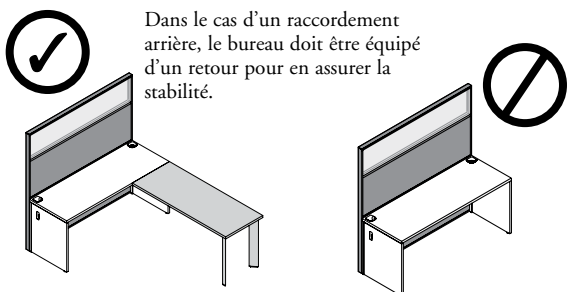 Dans le cas d'un raccordement
arrière, le bureau doit être équipé
d'un retour pour en assurer la
stabilité.